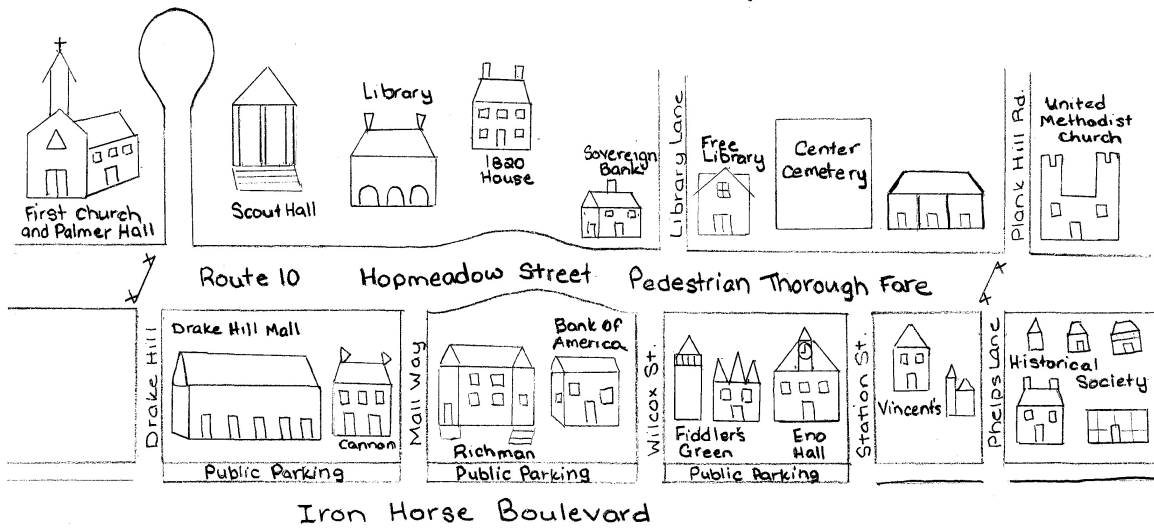 First Church
and Palmer Hall
Scout Hall
Library
1820
House
Sovereign
Bank
Library Lane
Free
Library
Center
Cemetery
Plank Hill Rd.
United
Methodist
Church
Route 10
Hopmeadow Street
Pedestrian Thorough Fare
Drake Hill
Drake Hill Mall
Cannon
Public Parking
Mall Way
Richman
Bank of
America
Public Parking
Wilcox St.
Fiddler's
Green
Eno
Hall
Public Parking
Station St.
Vincent's
Phelps Lane
Historical
Society
Iron Horse Boulevard